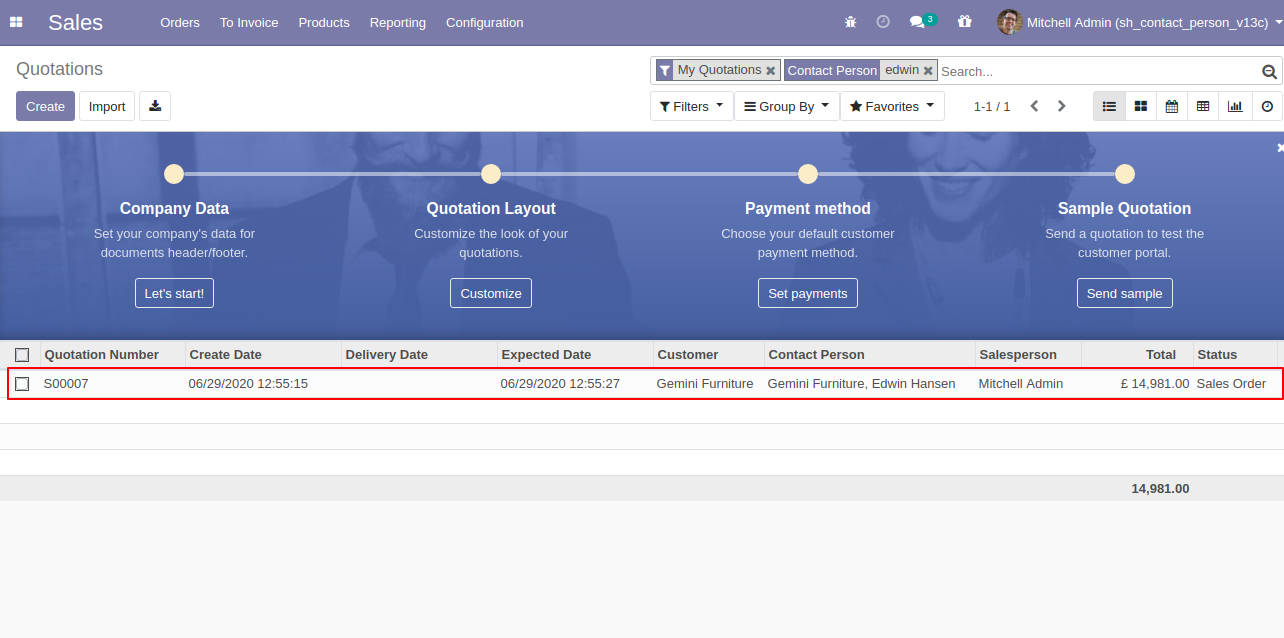 Sales Orders To Invoice Products Reporting Configuration 3 Mitchell Admin (sh_contact_person_v13c)
Quotations My Quotations Contact Person edwin Search...
Create Import Filters Group By Favorites 1-1 / 1
Company Data Quotation Layout Payment method Sample Quotation
Set your company's data for Customize the look of your Choose your default customer Send a quotation to test the
documents header/footer. quotations. payment method. customer portal.
Let's start! Customize Set payments Send sample
Quotation Number Create Date Delivery Date Expected Date Customer Contact Person Salesperson Total Status
S00007 06/29/2020 12:55:15 06/29/2020 12:55:27 Gemini Furniture Gemini Furniture, Edwin Hansen Mitchell Admin £ 14,981.00 Sales Order
14,981.00